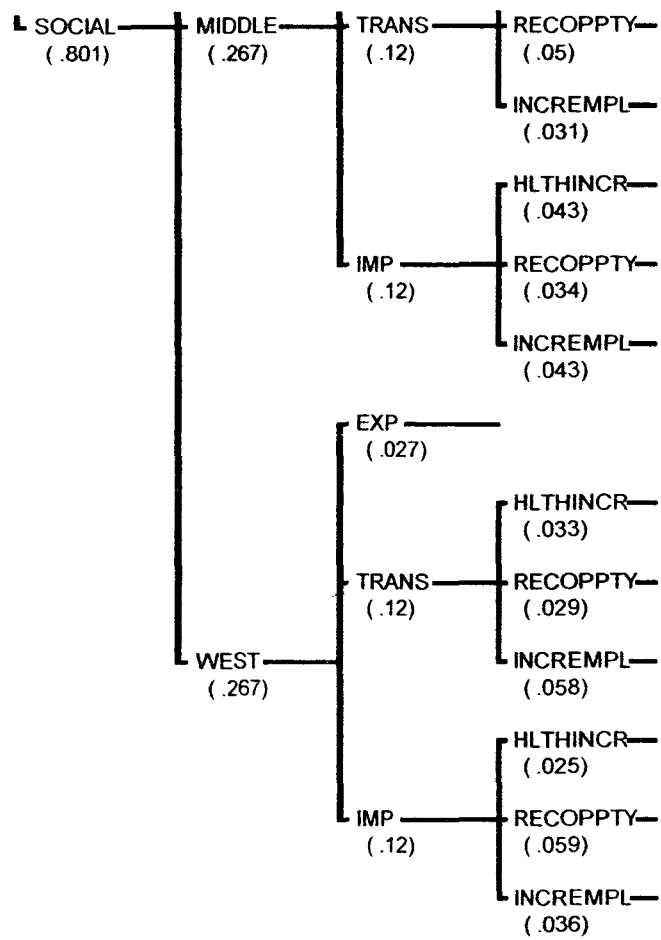 SOCIAL MIDDLE TRANS RECOPPTY
( .801) ( .267) ( .12) ( .05)
INCREMPL
( .031)
HLTHINCR
( .043)
IMP RECOPPTY
( .12) ( .034)
INCREMPL
( .043)
EXP
( .027)
HLTHINCR
( .033)
TRANS RECOPPTY
( .12) ( .029)
WEST INCREMPL
( .267) ( .058)
HLTHINCR
( .025)
IMP RECOPPTY
( .12) ( .059)
INCREMPL
( .036)